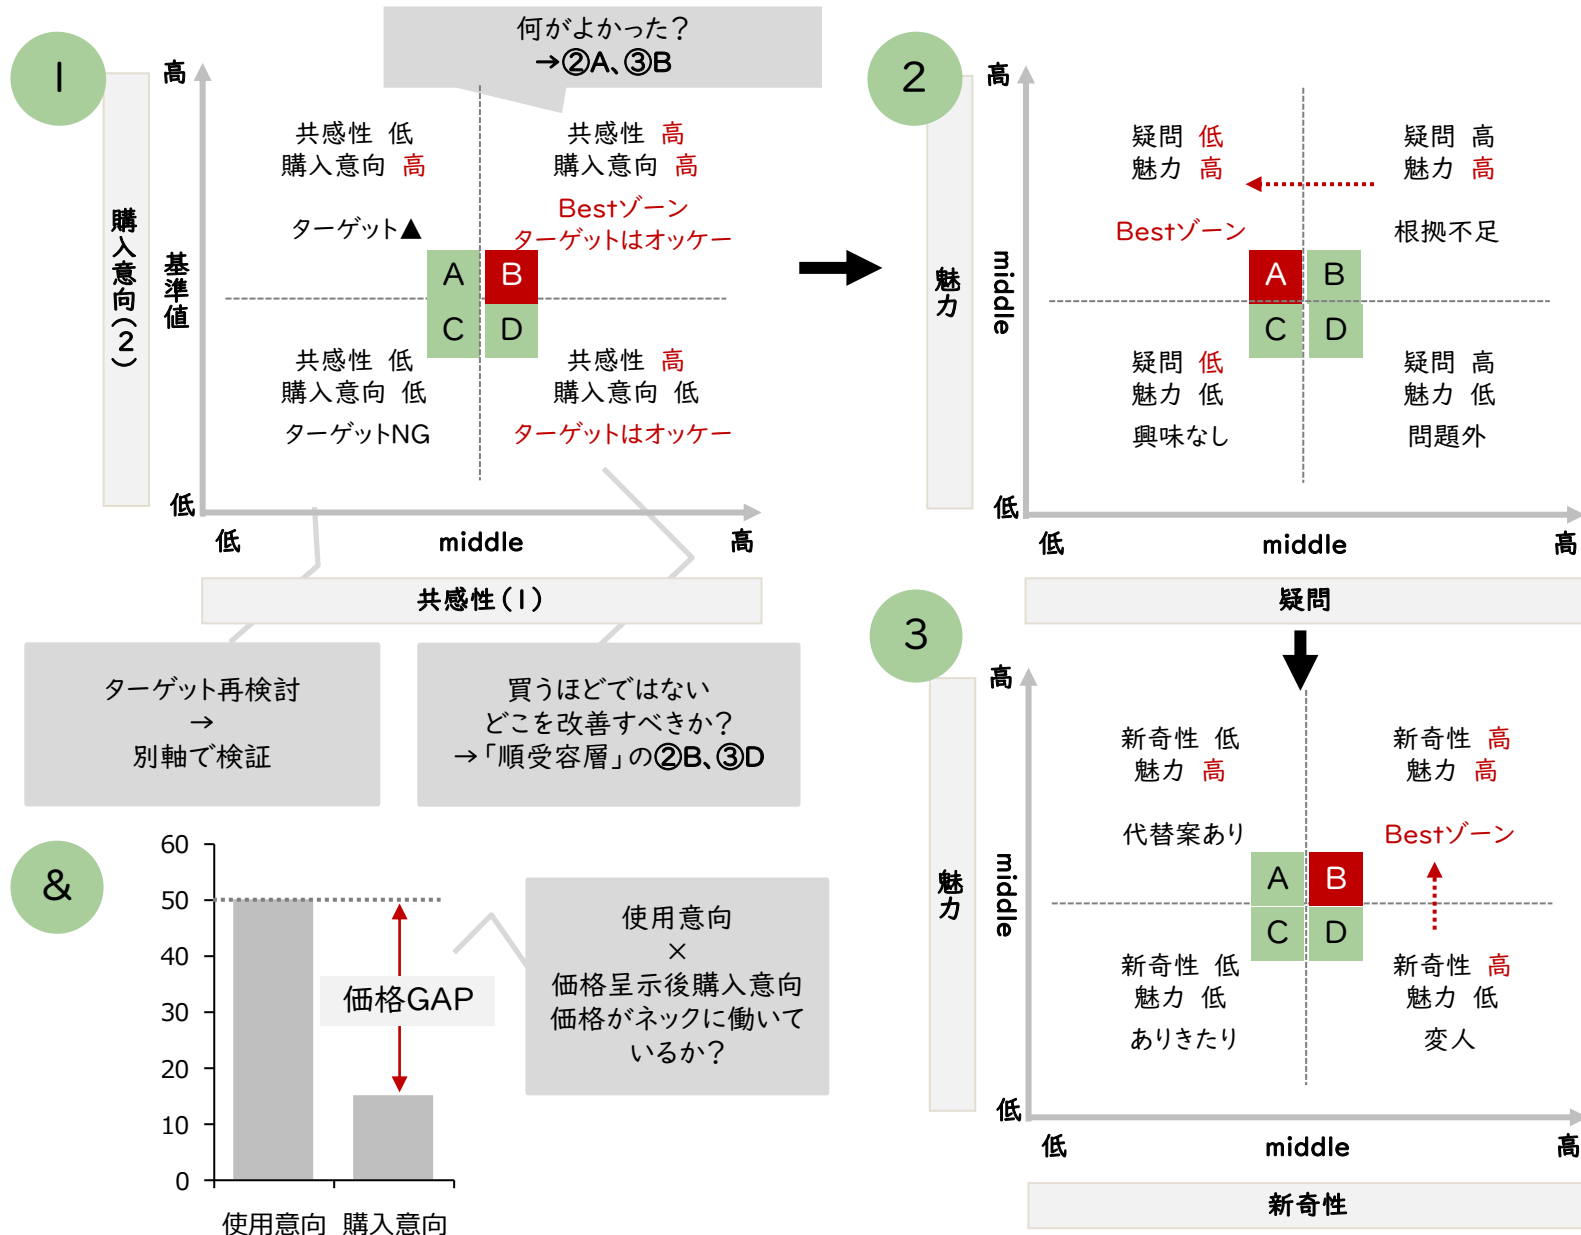 1
何がよかった？
→②A、③B
購入意向（2）
高
基準値
低
共感性 低
購入意向 高
ターゲット▲
共感性 高
購入意向 高
Bestゾーン
ターゲットはオッケー
A
B
C
D
共感性 低
購入意向 低
ターゲットNG
共感性 高
購入意向 低
ターゲットはオッケー
低
middle
高
共感性（1）
ターゲット再検討
→
別軸で検証
買うほどではない
どこを改善すべきか？
→「順受容層」の②B、③D
2
魅力
高
middle
低
疑問 低
魅力 高
Bestゾーン
疑問 高
魅力 高
根拠不足
A
B
C
D
疑問 低
魅力 低
興味なし
疑問 高
魅力 低
問題外
低
middle
高
疑問
3
魅力
高
middle
低
新奇性 低
魅力 高
代替案あり
新奇性 高
魅力 高
Bestゾーン
A
B
C
D
新奇性 低
魅力 低
ありきたり
新奇性 高
魅力 低
変人
低
middle
高
新奇性
&
60
50
40
30
20
10
0
価格GAP
使用意向
購入意向
使用意向
×
価格呈示後購入意向
価格がネックに働いて
いるか？